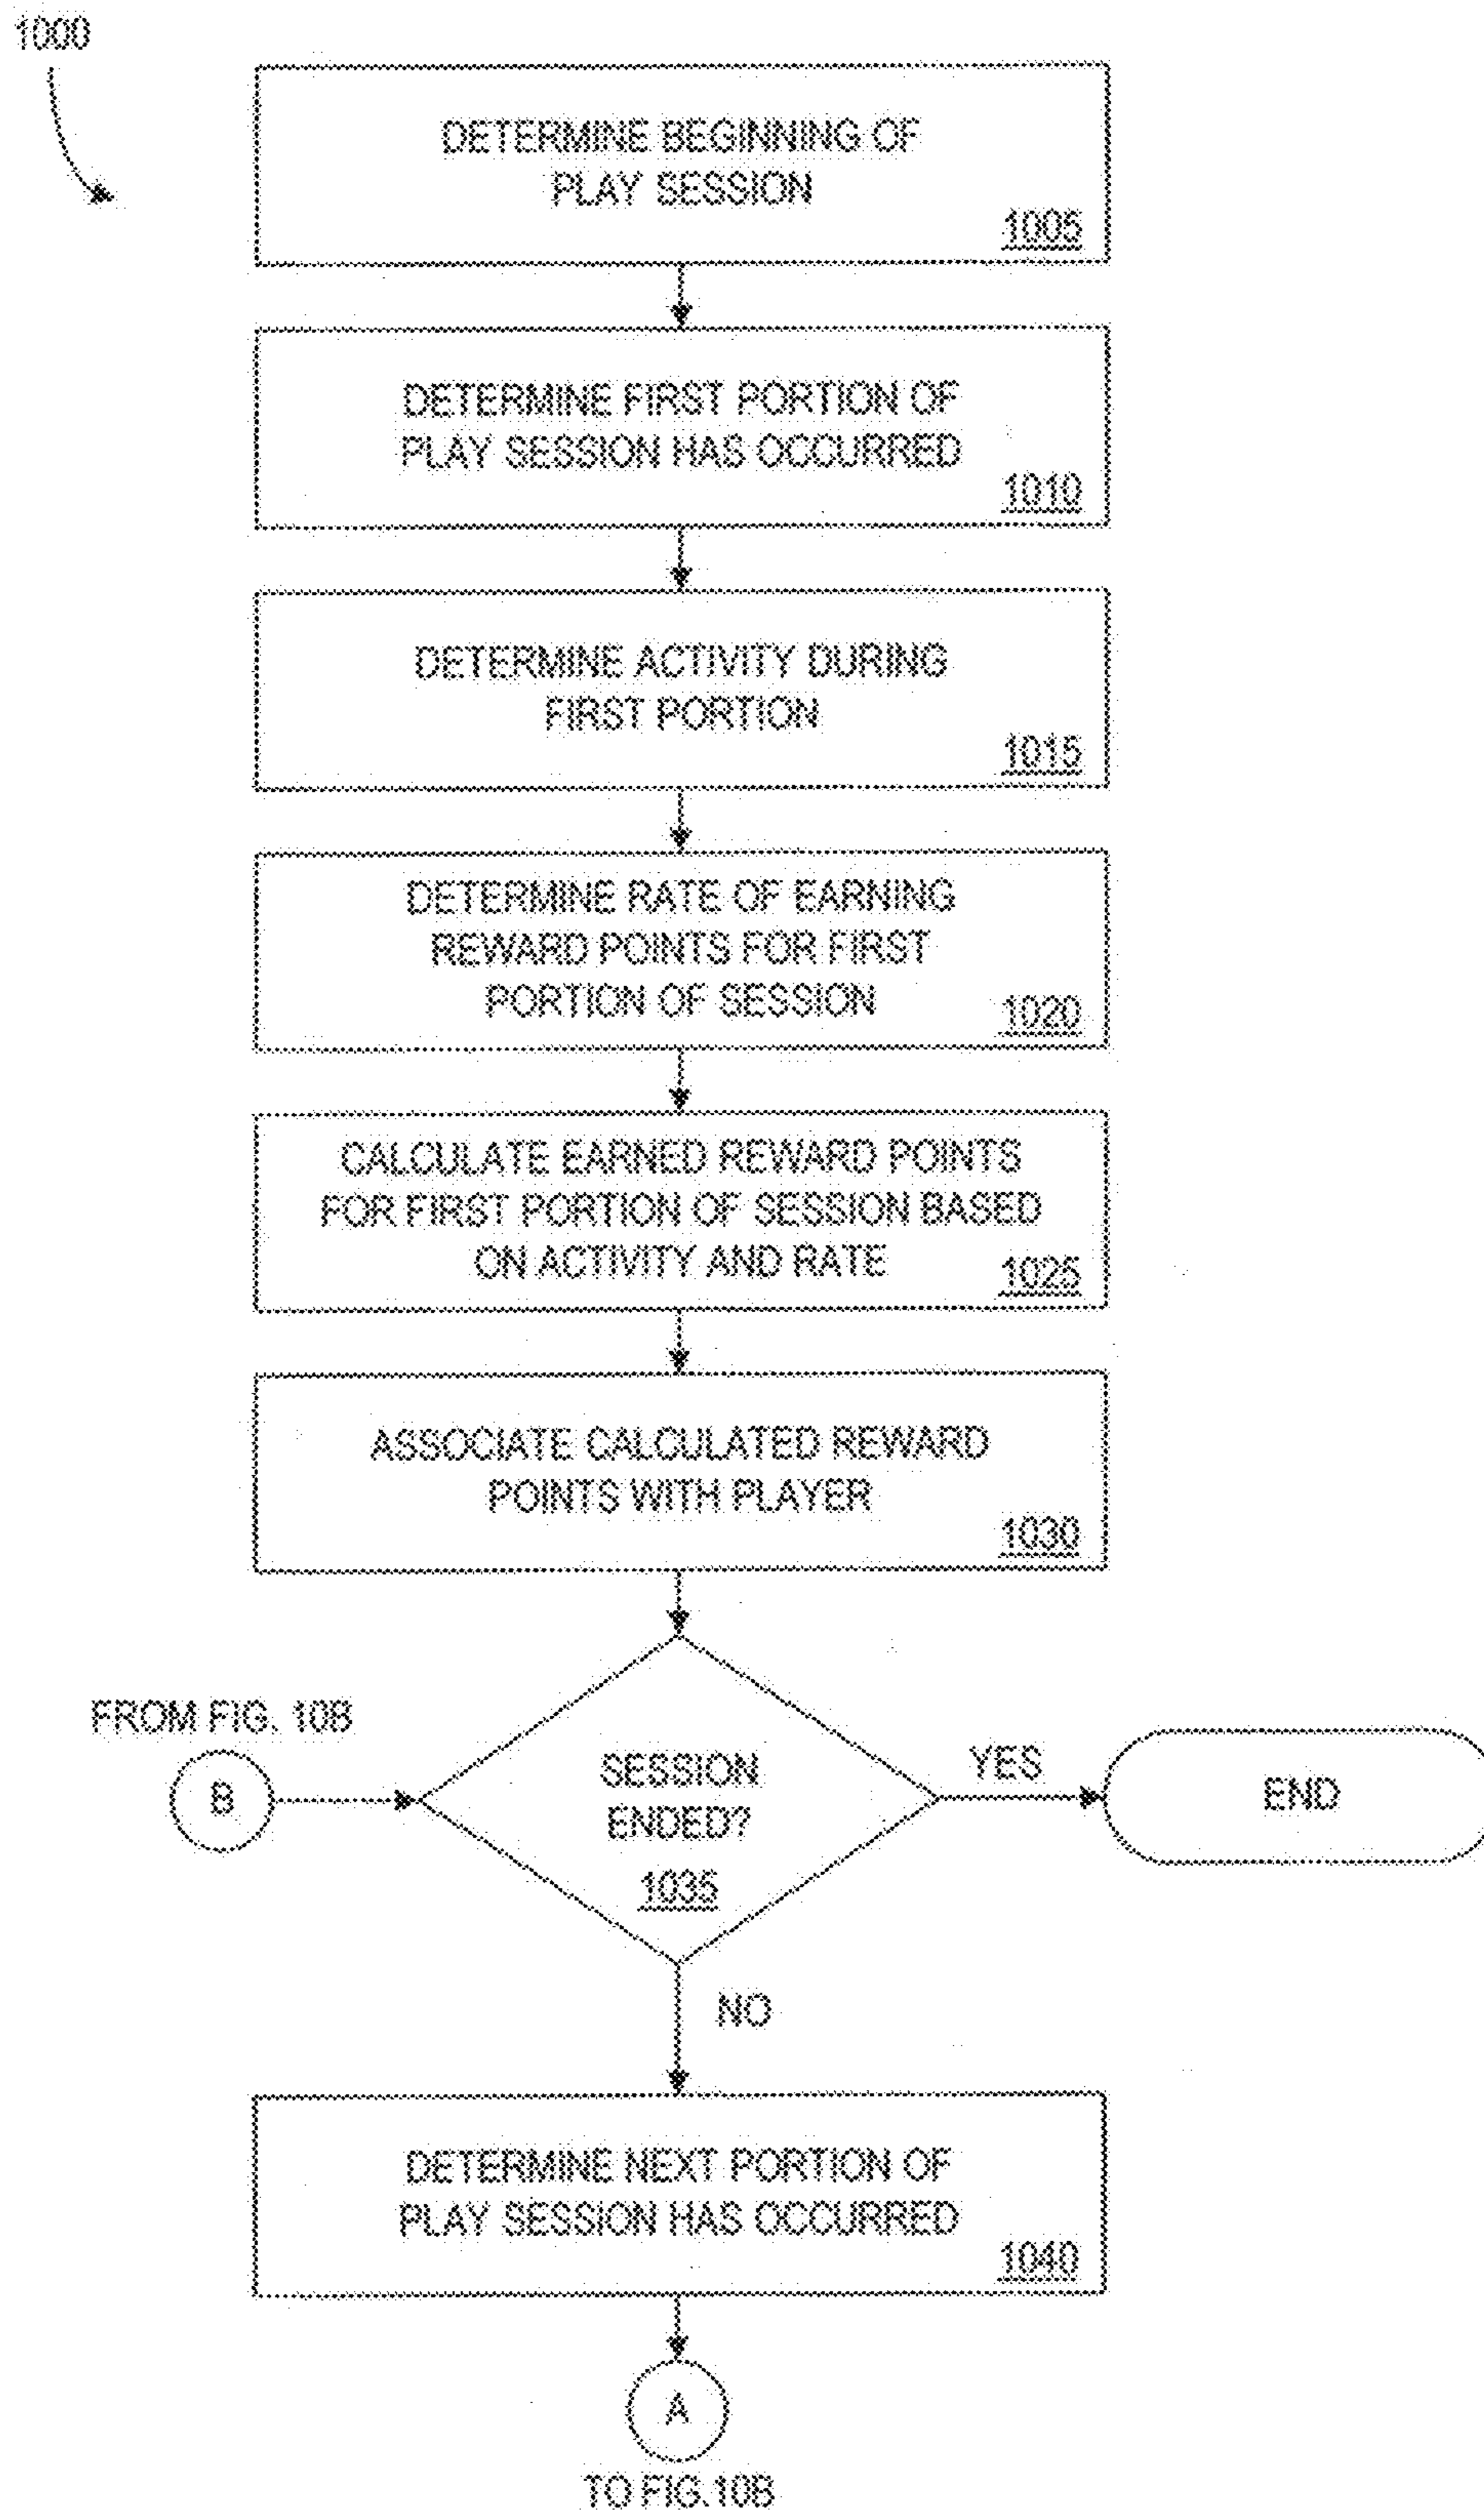 1000
DETERMINE BEGINNING OF
PLAY SESSION
1005
DETERMINE FIRST PORTION OF
PLAY SESSION HAS OCCURRED
1010
DETERMINE ACTIVITY DURING
FIRST PORTION
1015
DETERMINE RATE OF EARNING
REWARD POINTS FOR FIRST
PORTION OF SESSION
1020
CALCULATE EARNED REWARD POINTS
FOR FIRST PORTION OF SESSION BASED
ON ACTIVITY AND RATE
1025
ASSOCIATE CALCULATED REWARD
POINTS WITH PLAYER
1030
FROM FIG. 10B
B
SESSION
ENDED?
1035
YES
END
NO
DETERMINE NEXT PORTION OF
PLAY SESSION HAS OCCURRED
1040
A
TO FIG.10B